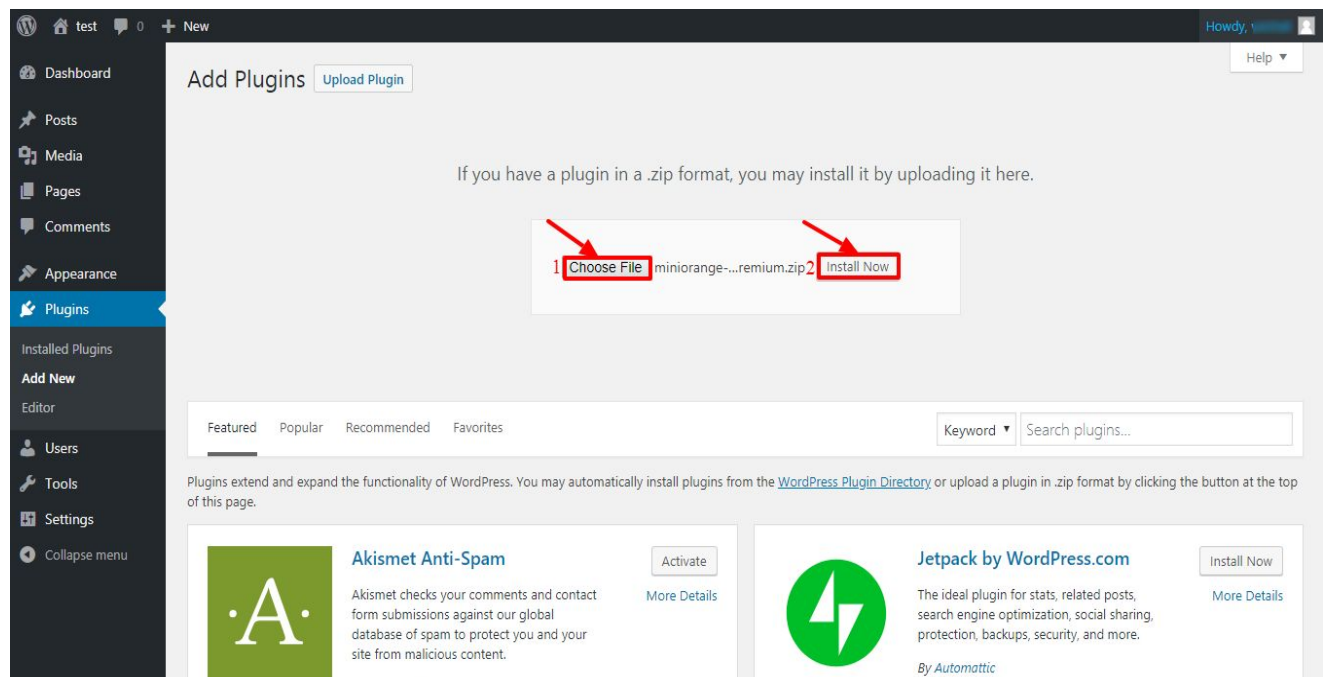 test 0 + New Howdy,
Help ▼
Dashboard
Posts
Media
Pages
Comments
Appearance
Plugins
Installed Plugins
Add New
Editor
Users
Tools
Settings
Collapse menu
Add Plugins Upload Plugin
If you have a plugin in a .zip format, you may install it by uploading it here.
1 Choose File miniorange-...remium.zip 2 Install Now
Featured Popular Recommended Favorites Keyword ▼ Search plugins...
Plugins extend and expand the functionality of WordPress. You may automatically install plugins from the WordPress Plugin Directory or upload a plugin in .zip format by clicking the button at the top
of this page.
·A·
Akismet Anti-Spam
Activate
More Details
Akismet checks your comments and contact
form submissions against our global
database of spam to protect you and your
site from malicious content.
Jetpack by WordPress.com
Install Now
More Details
The ideal plugin for stats, related posts,
search engine optimization, social sharing,
protection, backups, security, and more.
By Automattic